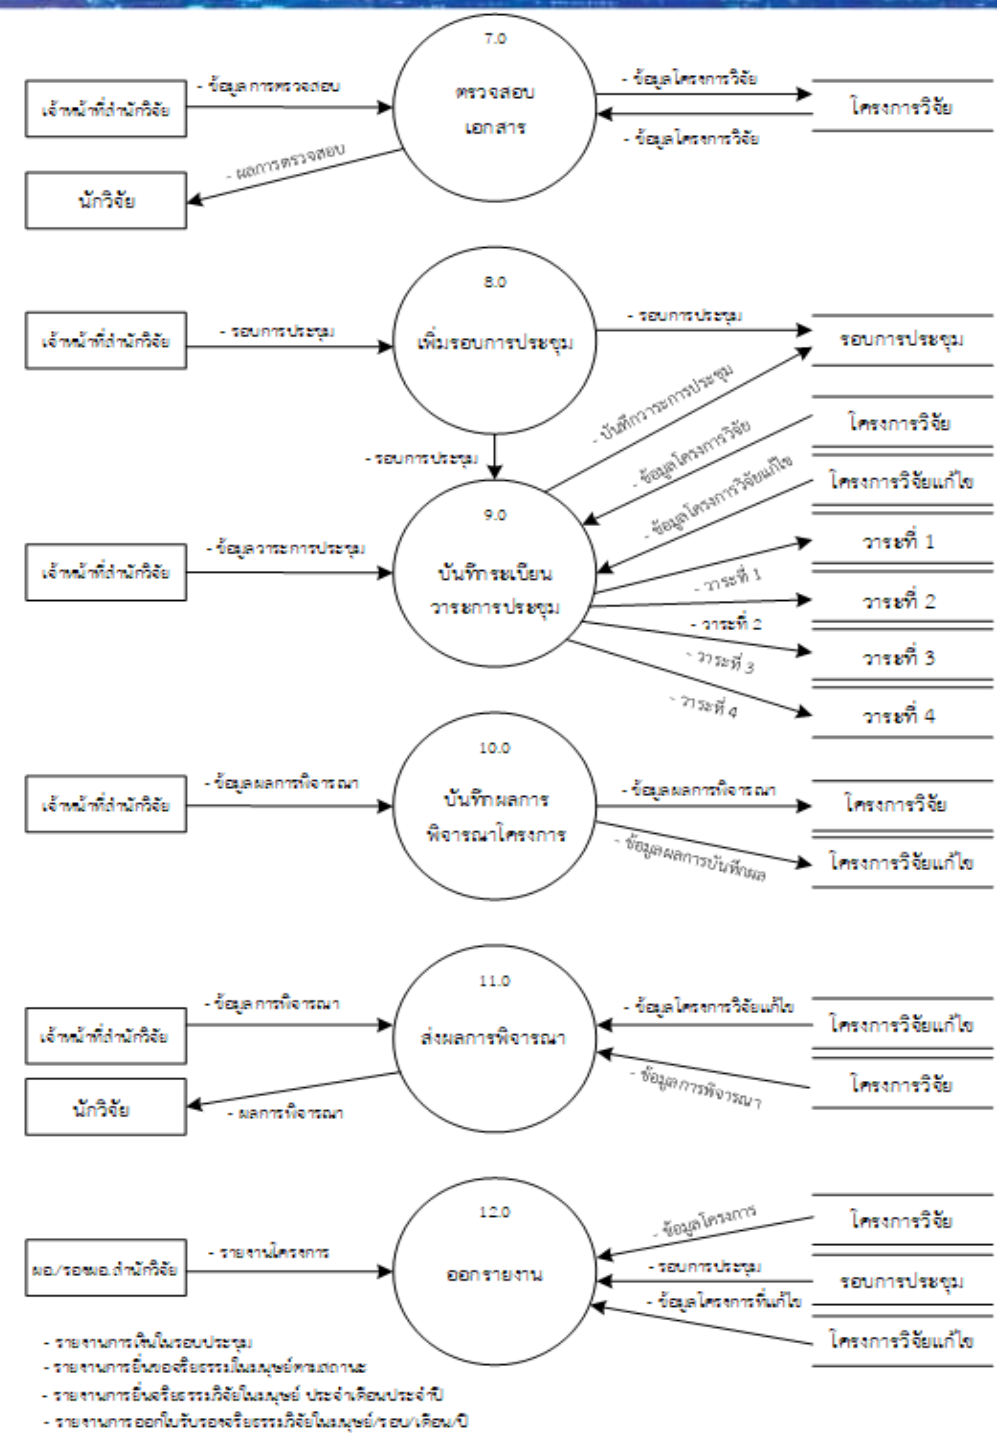 7.0
ตรวจสอบ
เอกสาร
เจ้าหน้าที่สำนักวิจัย
- ข้อมูลการตรวจสอบ
- ผลการตรวจสอบ
นักวิจัย
- ข้อมูลโครงการวิจัย
- ข้อมูลโครงการวิจัย
โครงการวิจัย
8.0
เพิ่มรอบการประชุม
เจ้าหน้าที่สำนักวิจัย
- รอบการประชุม
- รอบการประชุม
รอบการประชุม
- บันทึกวาระการประชุม
- รอบการประชุม
- ข้อมูลโครงการวิจัย
โครงการวิจัย
- ข้อมูลโครงการวิจัยแก้ไข
โครงการวิจัยแก้ไข
9.0
บันทึกระเบียบ
วาระการประชุม
เจ้าหน้าที่สำนักวิจัย
- ข้อมูลวาระการประชุม
- วาระที่ 1
วาระที่ 1
- วาระที่ 2
วาระที่ 2
- วาระที่ 3
วาระที่ 3
- วาระที่ 4
วาระที่ 4
10.0
บันทึกผลการ
พิจารณาโครงการ
เจ้าหน้าที่สำนักวิจัย
- ข้อมูลผลการพิจารณา
- ข้อมูลผลการพิจารณา
โครงการวิจัย
- ข้อมูลผลการบันทึกผล
โครงการวิจัยแก้ไข
11.0
ส่งผลการพิจารณา
เจ้าหน้าที่สำนักวิจัย
- ข้อมูลการพิจารณา
นักวิจัย
- ผลการพิจารณา
- ข้อมูลโครงการวิจัยแก้ไข
โครงการวิจัยแก้ไข
- ข้อมูลการพิจารณา
โครงการวิจัย
12.0
ออกรายงาน
ผอ./รองผอ.สำนักวิจัย
- รายงานโครงการ
- ข้อมูลโครงการ
โครงการวิจัย
- รอบการประชุม
รอบการประชุม
- ข้อมูลโครงการที่แก้ไข
โครงการวิจัยแก้ไข
- รายงานการเงินในรอบประชุม
- รายงานการยื่นขอจริยธรรมในมนุษย์ตามสถานะ
- รายงานการยื่นจริยธรรมวิจัยในมนุษย์ ประจำเดือนประจำปี
- รายงานการออกใบรับรองจริยธรรมวิจัยในมนุษย์/รอบ/เดือน/ปี